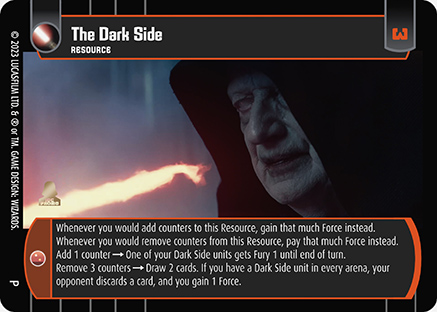 The Dark Side
RESOURCE
© 2023 LUCASFILM LTD. & ® or TM. GAME DESIGN: WIZARDS.
Whenever you would add counters to this Resource, gain that much Force instead.
Whenever you would remove counters from this Resource, pay that much Force instead.
Add 1 counter → One of your Dark Side units gets Fury 1 until end of turn.
Remove 3 counters → Draw 2 cards. If you have a Dark Side unit in every arena, your
opponent discards a card, and you gain 1 Force.
P